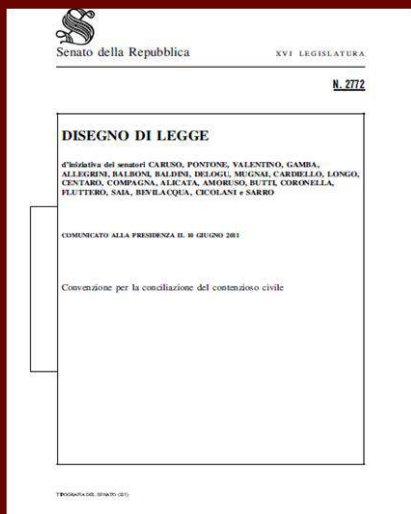 Senato della Repubblica
XVI LEGISLATURA
N. 2772
DISEGNO DI LEGGE
d'iniziativa dei senatori CARUSO, PONTONE, VALENTINO, GAMBA,
ALLEGRINI, BALBONI, BALDINI, DELOGU, MUGNAI, CARDIELLO, LONGO,
CENTARO, COMPAGNA, ALICATA, AMORUSO, BUTTI, CORONELLA,
FLUTTERO, SAIA, BEVILACQUA, CICOLANI e SARRO
COMUNICATO ALLA PRESIDENZA IL 10 GIUGNO 2011
Convenzione per la conciliazione del contenzioso civile
TIPOGRAFIA DEL SENATO